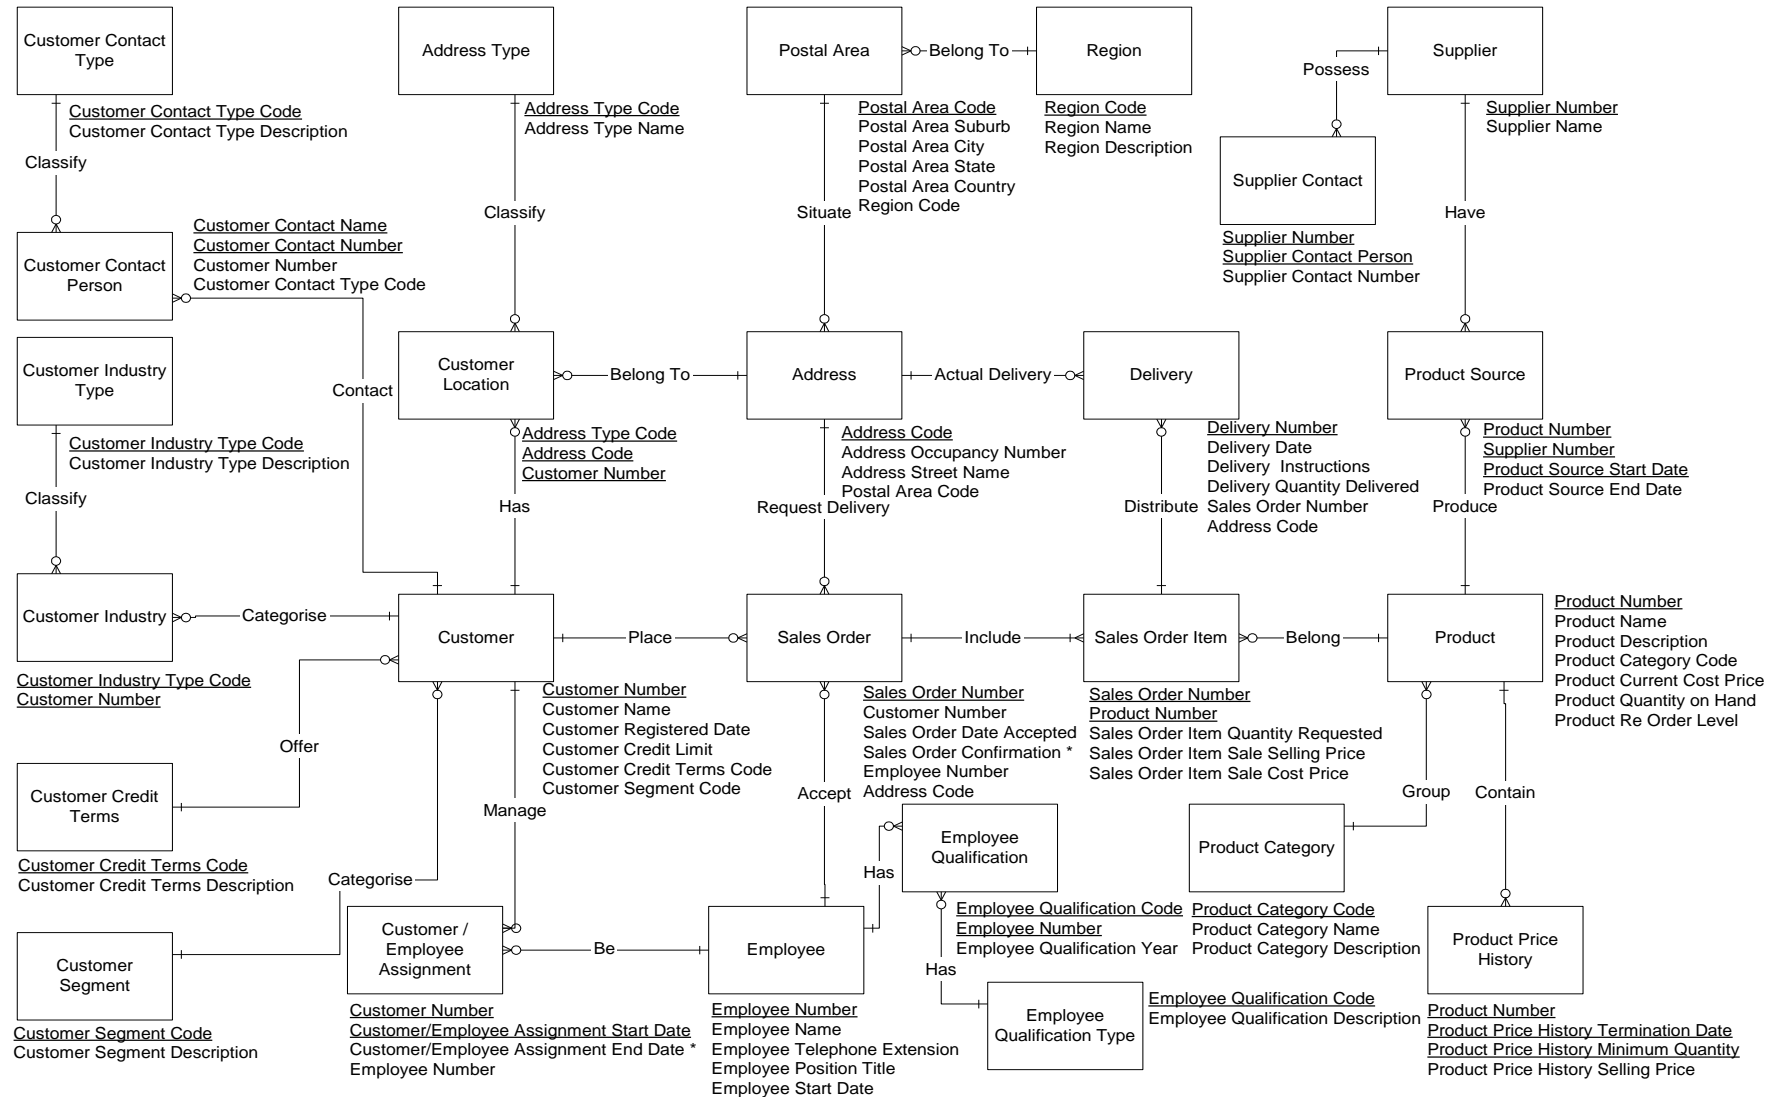 Customer Contact
Type
Address Type
Postal Area
Belong To
Region
Supplier
Possess
Customer Contact Type Code
Customer Contact Type Description
Address Type Code
Address Type Name
Postal Area Code
Postal Area Suburb
Postal Area City
Postal Area State
Postal Area Country
Region Code
Region Code
Region Name
Region Description
Supplier Number
Supplier Name
Classify
Classify
Situate
Supplier Contact
Have
Supplier Number
Supplier Contact Person
Supplier Contact Number
Customer Contact
Person
Customer Contact Name
Customer Contact Number
Customer Number
Customer Contact Type Code
Customer Industry
Type
Contact
Customer
Location
Belong To
Address
Actual Delivery
Delivery
Product Source
Customer Industry Type Code
Customer Industry Type Description
Address Type Code
Address Code
Customer Number
Address Code
Address Occupancy Number
Address Street Name
Postal Area Code
Delivery Number
Delivery Date
Delivery Instructions
Delivery Quantity Delivered
Sales Order Number
Address Code
Product Number
Supplier Number
Product Source Start Date
Product Source End Date
Classify
Has
Request Delivery
Distribute
Produce
Customer Industry
Categorise
Customer
Place
Sales Order
Include
Sales Order Item
Belong
Product
Product Number
Product Name
Product Description
Product Category Code
Product Current Cost Price
Product Quantity on Hand
Product Re Order Level
Customer Industry Type Code
Customer Number
Customer Number
Customer Name
Customer Registered Date
Customer Credit Limit
Customer Credit Terms Code
Customer Segment Code
Sales Order Number
Customer Number
Sales Order Date Accepted
Sales Order Confirmation *
Employee Number
Address Code
Sales Order Number
Product Number
Sales Order Item Quantity Requested
Sales Order Item Sale Selling Price
Sales Order Item Sale Cost Price
Offer
Customer Credit
Terms
Manage
Accept
Group
Contain
Customer Credit Terms Code
Customer Credit Terms Description
Categorise
Employee
Qualification
Has
Product Category
Employee Qualification Code
Employee Number
Employee Qualification Year
Product Category Code
Product Category Name
Product Category Description
Customer
Segment
Customer /
Employee
Assignment
Be
Employee
Has
Product Price
History
Employee
Qualification Type
Employee Qualification Code
Employee Qualification Description
Customer Segment Code
Customer Segment Description
Customer Number
Customer/Employee Assignment Start Date
Customer/Employee Assignment End Date *
Employee Number
Employee Number
Employee Name
Employee Telephone Extension
Employee Position Title
Employee Start Date
Product Number
Product Price History Termination Date
Product Price History Minimum Quantity
Product Price History Selling Price